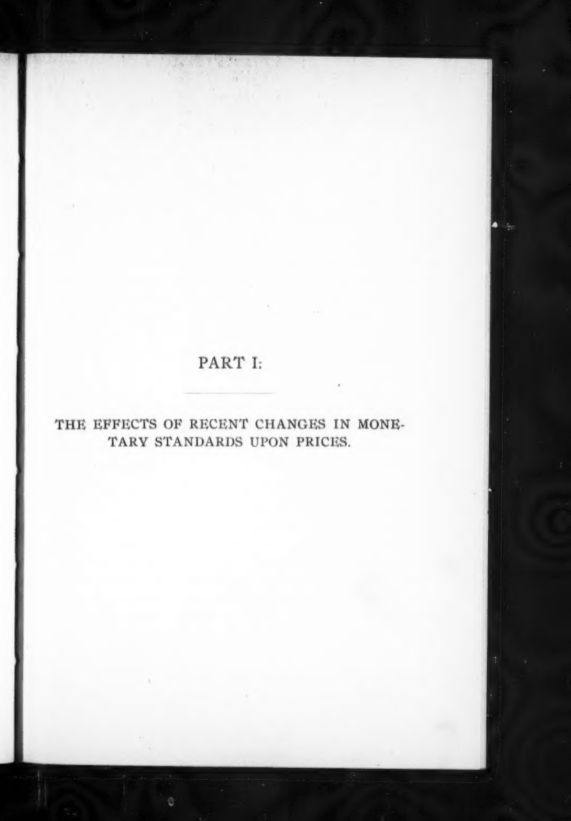 PART I:
THE EFFECTS OF RECENT CHANGES IN MONE-
TARY STANDARDS UPON PRICES.